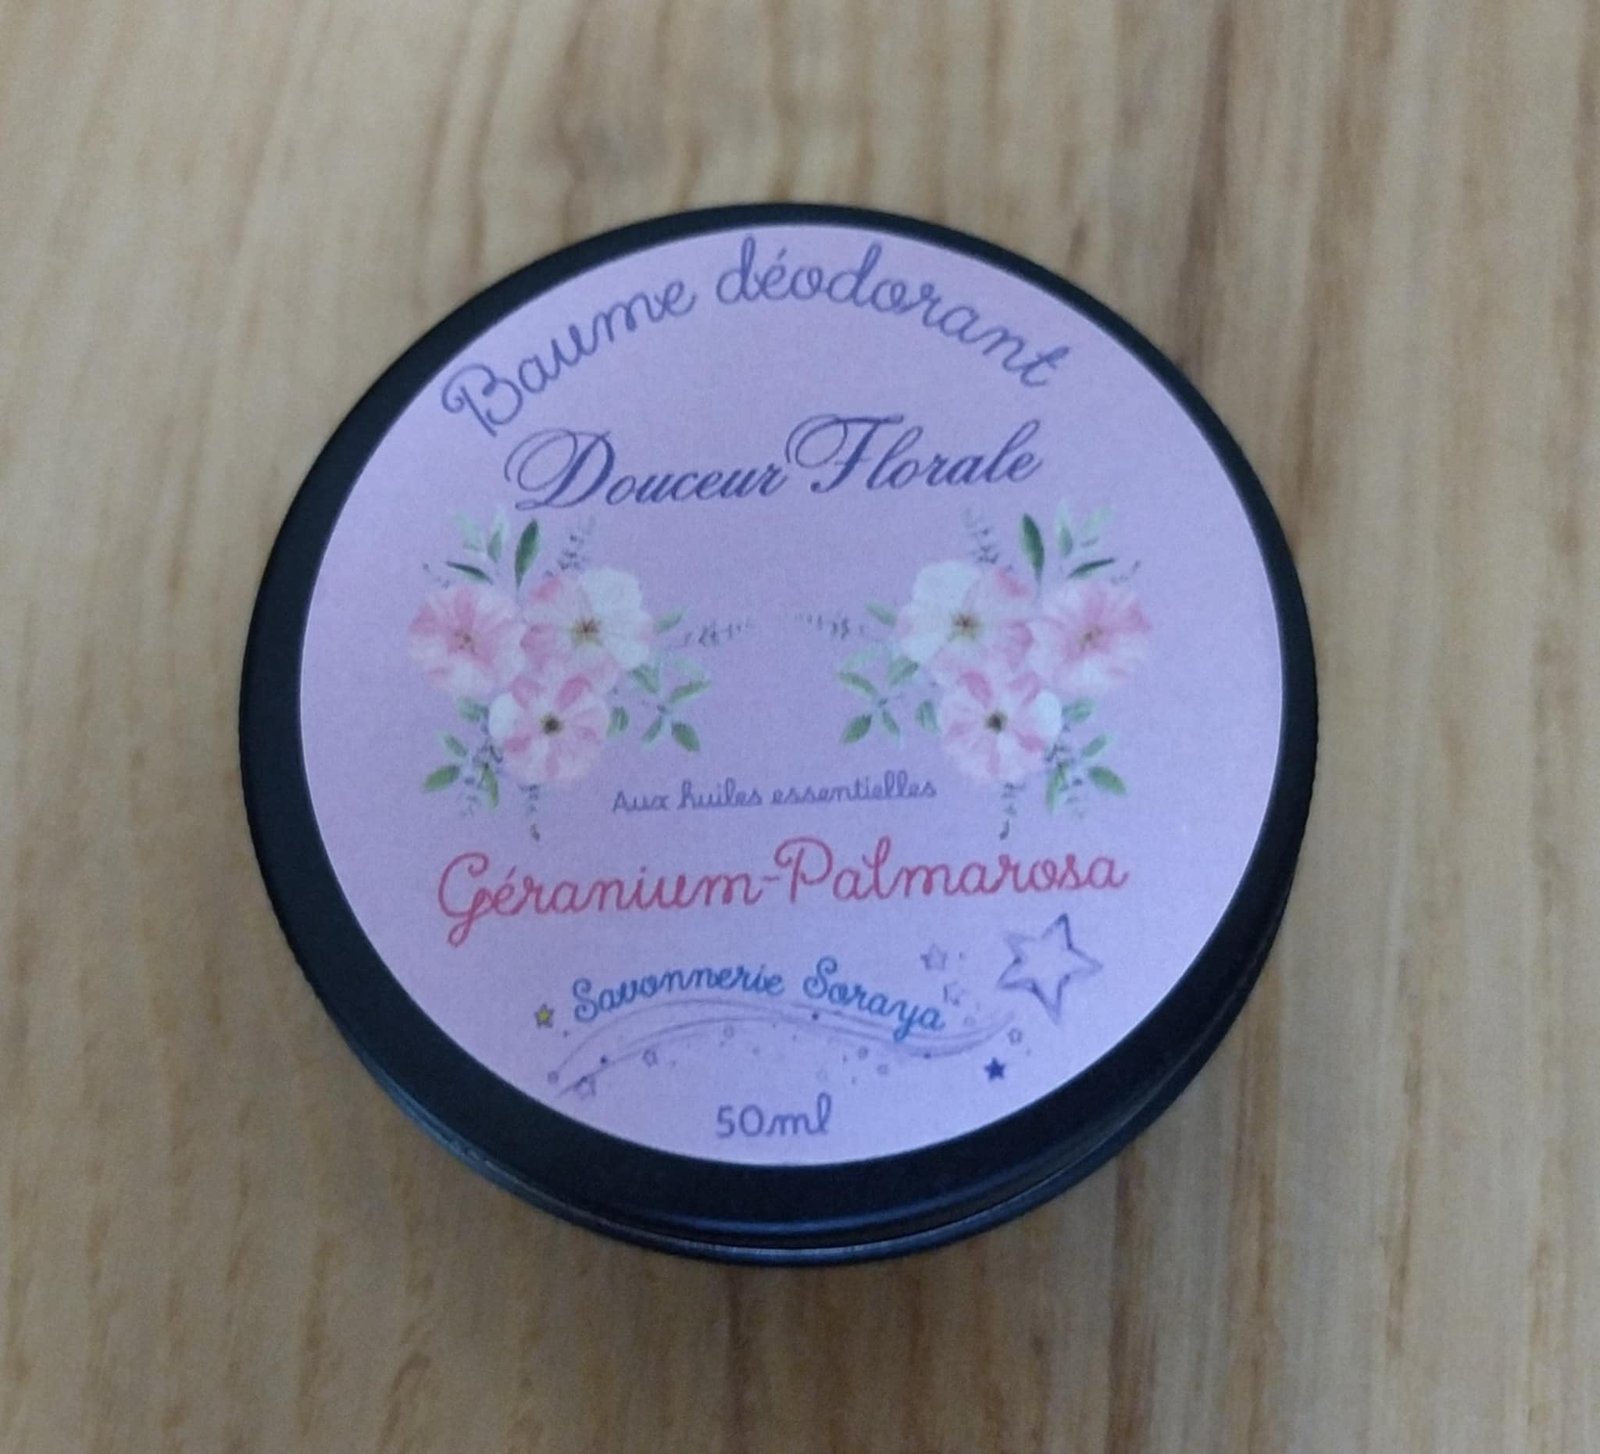 Baume déodorant
Douceur Florale
Aux huiles essentielles
Géranium-Palmarosa
Savonnerie Soraya
50ml